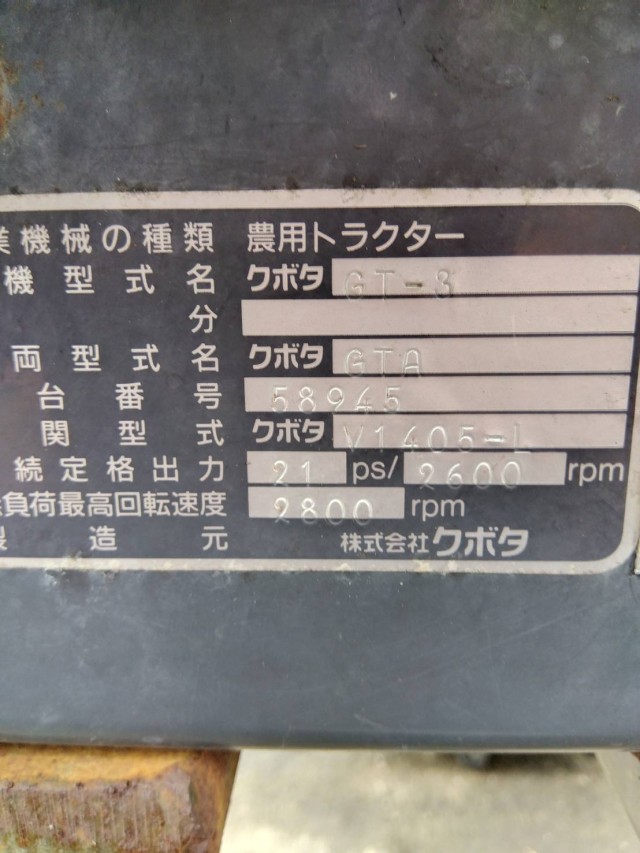 業機械の種類 農用トラクター
機型式名 クボタ GT-3
分
両型式名 クボタ GTA
台番号 58945
関型式 クボタ V1405-L
続定格出力 21 ps/ 2600 rpm
負荷最高回転速度 2800 rpm
製造元 株式会社クボタ